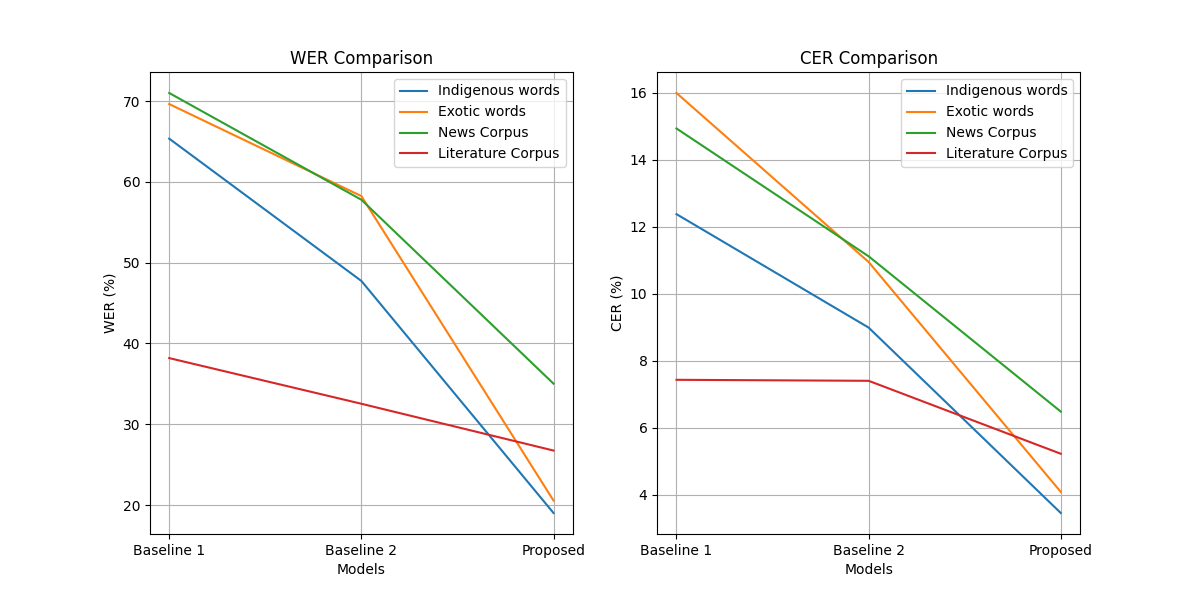 WER Comparison
70
60
50
40
30
20
WER (%)
Indigenous words
Exotic words
News Corpus
Literature Corpus
Baseline 1
Baseline 2
Proposed
Models
CER Comparison
16
14
12
10
8
6
4
CER (%)
Indigenous words
Exotic words
News Corpus
Literature Corpus
Baseline 1
Baseline 2
Proposed
Models